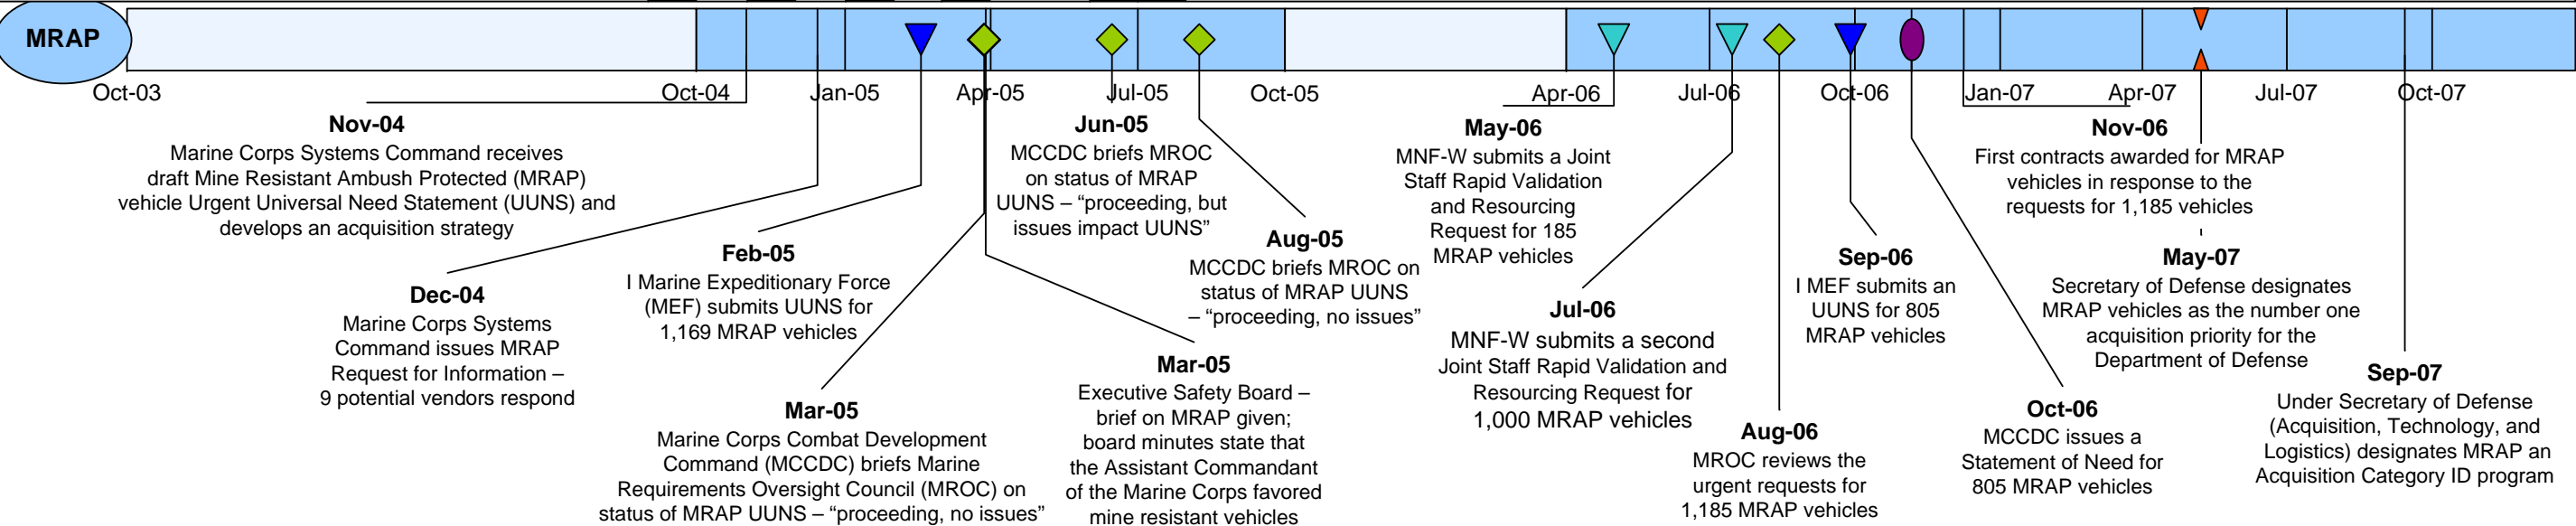 MRAP
Oct-03
Oct-04
Jan-05
Apr-05
Jul-05
Oct-05
Apr-06
Jul-06
Oct-06
Jan-07
Apr-07
Jul-07
Oct-07
Nov-04
Marine Corps Systems Command receives
draft Mine Resistant Ambush Protected (MRAP)
vehicle Urgent Universal Need Statement (UUNS) and
develops an acquisition strategy
Dec-04
Marine Corps Systems
Command issues MRAP
Request for Information –
9 potential vendors respond
Feb-05
I Marine Expeditionary Force
(MEF) submits UUNS for
1,169 MRAP vehicles
Mar-05
Marine Corps Combat Development
Command (MCCDC) briefs Marine
Requirements Oversight Council (MROC) on
status of MRAP UUNS – “proceeding, no issues”
Mar-05
Executive Safety Board –
brief on MRAP given;
board minutes state that
the Assistant Commandant
of the Marine Corps favored
mine resistant vehicles
Jun-05
MCCDC briefs MROC
on status of MRAP
UUNS – “proceeding, but
issues impact UUNS”
Aug-05
MCCDC briefs MROC on
status of MRAP UUNS
– “proceeding, no issues”
May-06
MNF-W submits a Joint
Staff Rapid Validation
and Resourcing
Request for 185
MRAP vehicles
Jul-06
MNF-W submits a second
Joint Staff Rapid Validation and
Resourcing Request for
1,000 MRAP vehicles
Aug-06
MROC reviews the
urgent requests for
1,185 MRAP vehicles
Sep-06
I MEF submits an
UUNS for 805
MRAP vehicles
Oct-06
MCCDC issues a
Statement of Need for
805 MRAP vehicles
Nov-06
First contracts awarded for MRAP
vehicles in response to the
requests for 1,185 vehicles
May-07
Secretary of Defense designates
MRAP vehicles as the number one
acquisition priority for the
Department of Defense
Sep-07
Under Secretary of Defense
(Acquisition, Technology, and
Logistics) designates MRAP an
Acquisition Category ID program